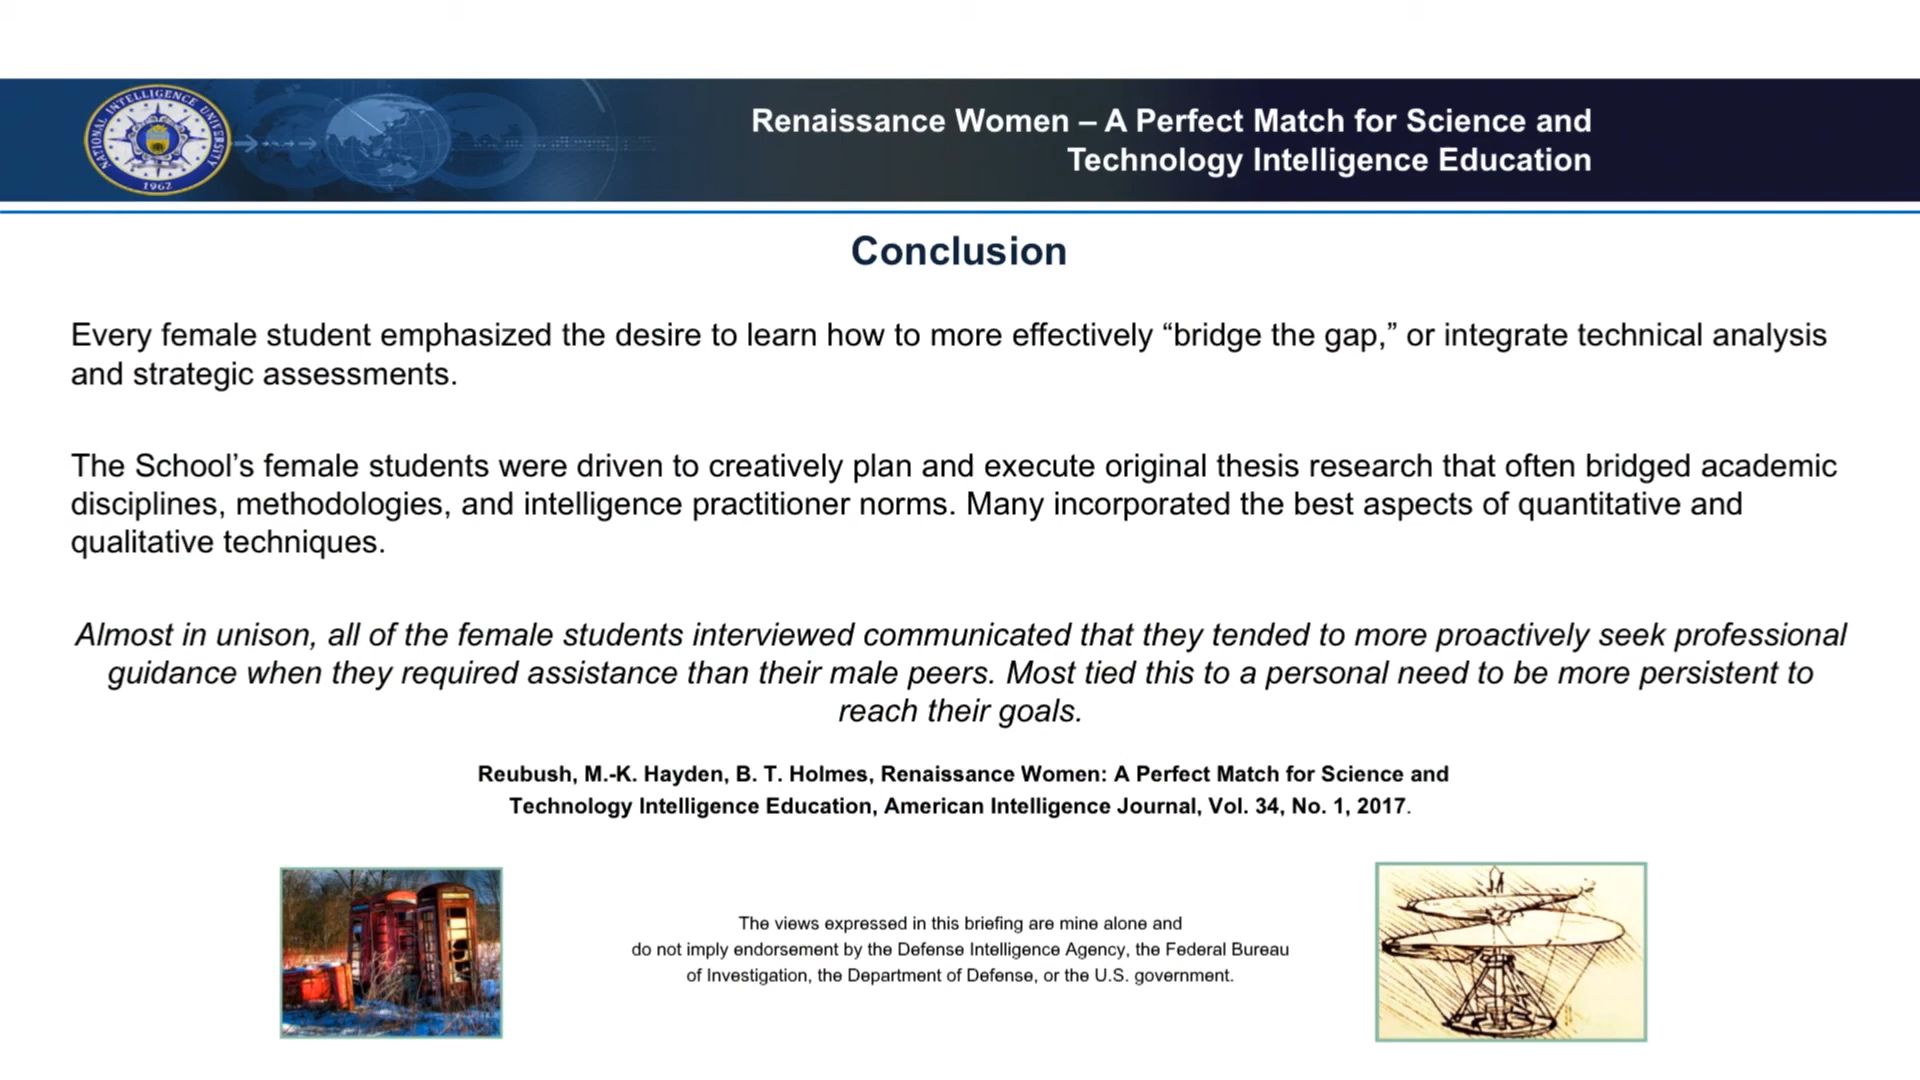 NATIONAL INTELLIGENCE UNIVERSITY
1962
Renaissance Women – A Perfect Match for Science and
Technology Intelligence Education
Conclusion
Every female student emphasized the desire to learn how to more effectively “bridge the gap,” or integrate technical analysis
and strategic assessments.
The School’s female students were driven to creatively plan and execute original thesis research that often bridged academic
disciplines, methodologies, and intelligence practitioner norms. Many incorporated the best aspects of quantitative and
qualitative techniques.
Almost in unison, all of the female students interviewed communicated that they tended to more proactively seek professional
guidance when they required assistance than their male peers. Most tied this to a personal need to be more persistent to
reach their goals.
Reubush, M.-K. Hayden, B. T. Holmes, Renaissance Women: A Perfect Match for Science and
Technology Intelligence Education, American Intelligence Journal, Vol. 34, No. 1, 2017.
The views expressed in this briefing are mine alone and
do not imply endorsement by the Defense Intelligence Agency, the Federal Bureau
of Investigation, the Department of Defense, or the U.S. government.